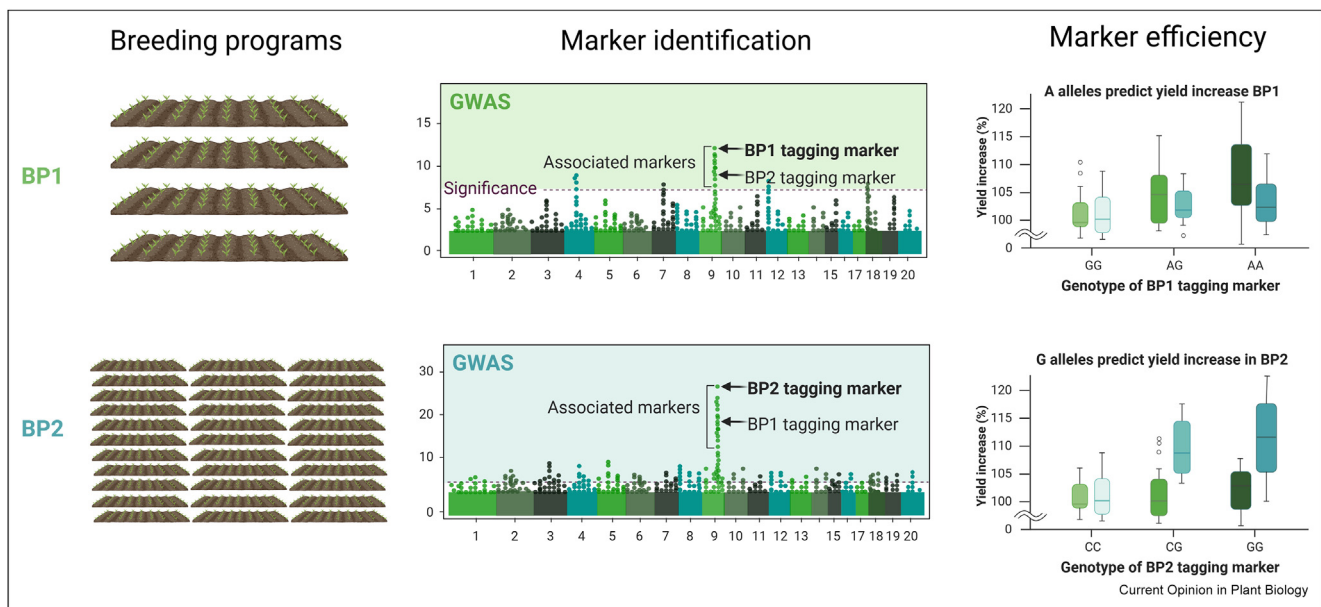 Breeding programs
Marker identification
Marker efficiency
BP1
GWAS
15
10
5
0
Significance
Associated markers
BP1 tagging marker
BP2 tagging marker
1 2 3 4 5 6 7 8 9 10 11 12 13 14 15 17 18 19 20
A alleles predict yield increase BP1
Yield increase (%)
120
115
110
105
100
0
GG AG AA
Genotype of BP1 tagging marker
BP2
GWAS
30
20
10
0
Associated markers
BP2 tagging marker
BP1 tagging marker
1 2 3 4 5 6 7 8 9 10 11 12 13 14 15 16 17 18 19 20
G alleles predict yield increase in BP2
Yield increase (%)
120
115
110
105
100
0
CC CG GG
Genotype of BP2 tagging marker
Current Opinion in Plant Biology